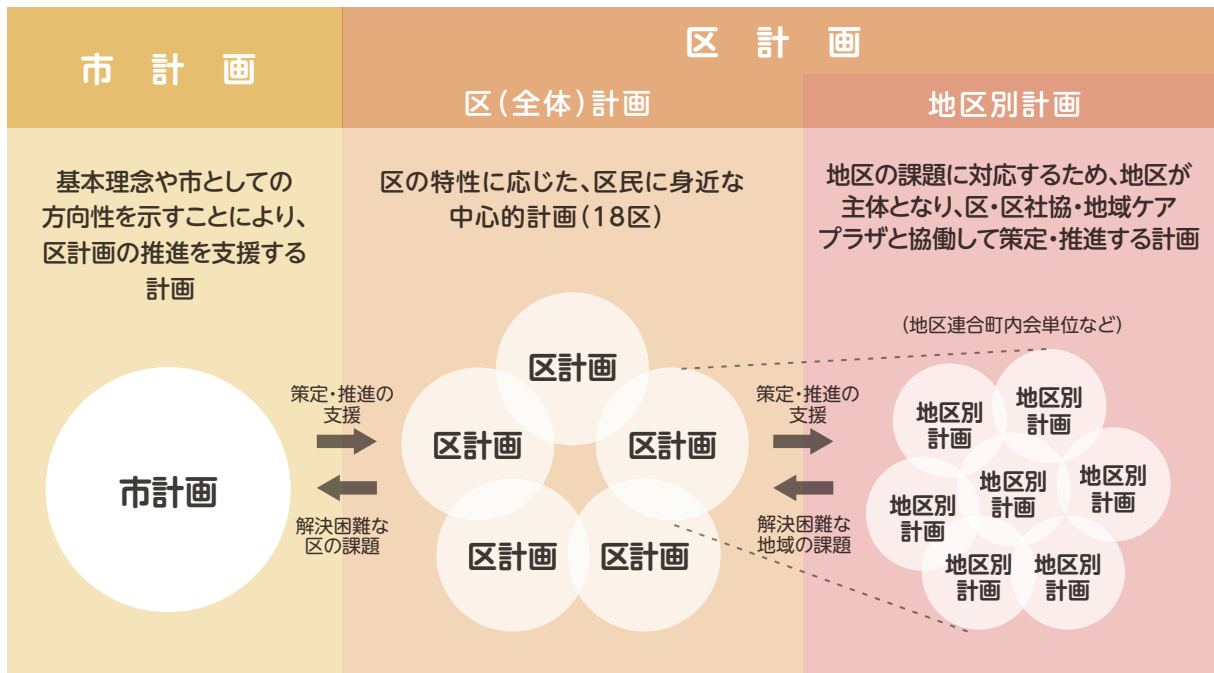 市計画
区計画
区(全体)計画
地区別計画
基本理念や市としての
方向性を示すことにより、
区計画の推進を支援する
計画
区の特性に応じた、区民に身近な
中心的計画(18区)
地区の課題に対応するため、地区が
主体となり、区・区社協・地域ケア
プラザと協働して策定・推進する計画
(地区連合町内会単位など)
市計画
策定・推進の
支援
解決困難な
区の課題
区計画
区計画
区計画
区計画
区計画
策定・推進の
支援
解決困難な
地域の課題
地区別
計画
地区別
計画
地区別
計画
地区別
計画
地区別
計画
地区別
計画
地区別
計画